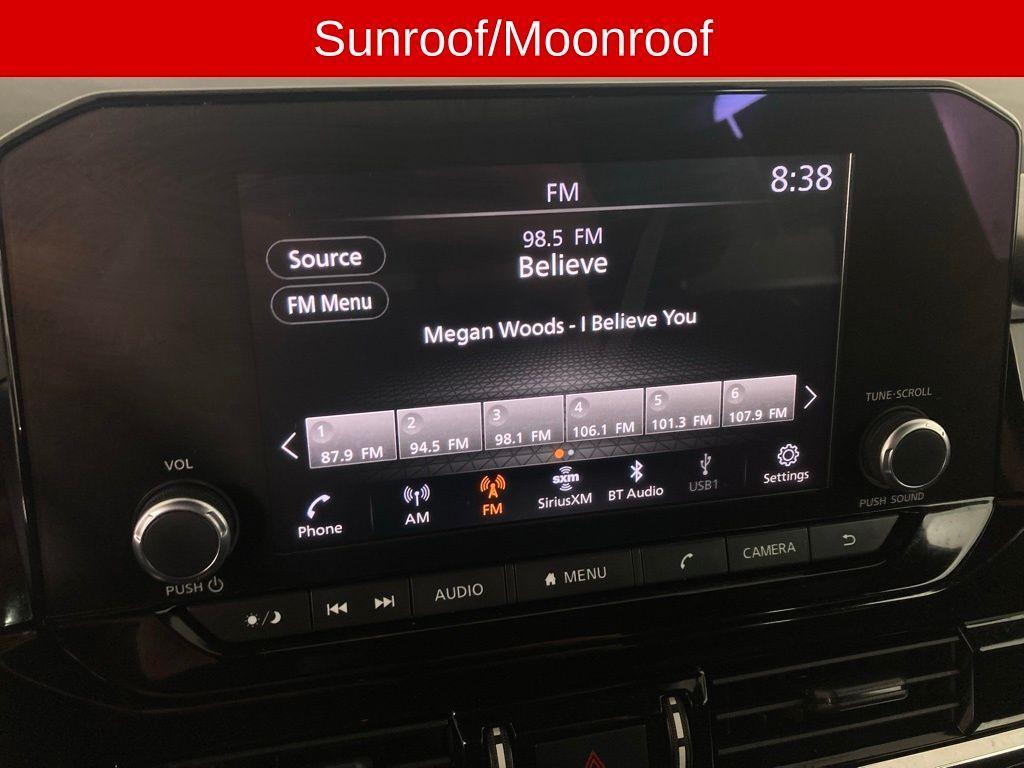 Sunroof/Moonroof
FM
8:38
98.5 FM
Believe
Source
FM Menu
Megan Woods - I Believe You
1
87.9 FM
2
94.5 FM
3
98.1 FM
4
106.1 FM
5
101.3 FM
6
107.9 FM
TUNE·SCROLL
PUSH SOUND
VOL
PUSH
Phone
AM
FM
sxm
SiriusXM
BT Audio
USB1
Settings
AUDIO
MENU
CAMERA